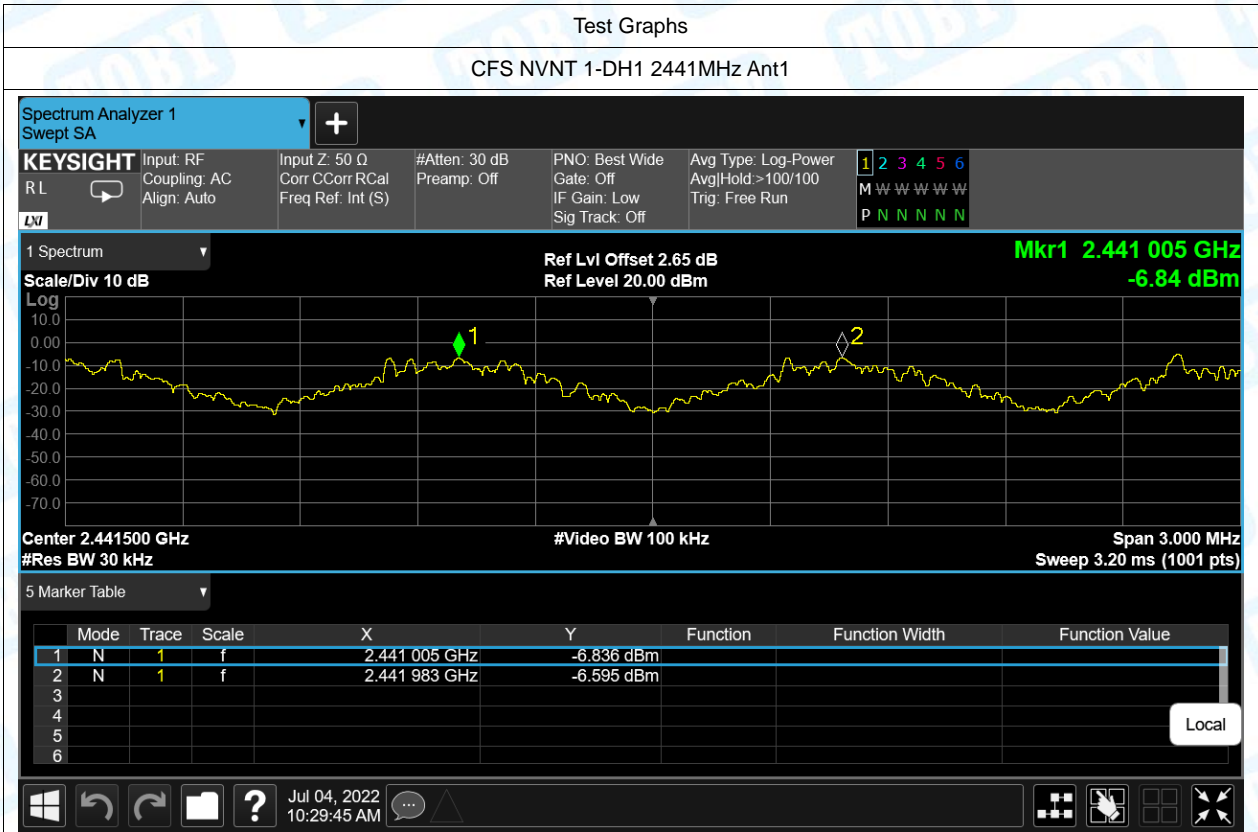 Test Graphs
CFS NVNT 1-DH1 2441MHz Ant1
Spectrum Analyzer 1
Swept SA
KEYSIGHT
R L
LXI
Input: RF
Coupling: AC
Align: Auto
Input Z: 50 Ω
Corr CCorr RCal
Freq Ref: Int (S)
#Atten: 30 dB
Preamp: Off
PNO: Best Wide
Gate: Off
IF Gain: Low
Sig Track: Off
Avg Type: Log-Power
Avg|Hold:>100/100
Trig: Free Run
1 2 3 4 5 6
M W W W W W
P N N N N N
1 Spectrum
Scale/Div 10 dB
Ref Lvl Offset 2.65 dB
Ref Level 20.00 dBm
Mkr1 2.441 005 GHz
-6.84 dBm
Log
10.0
0.00
-10.0
-20.0
-30.0
-40.0
-50.0
-60.0
-70.0
1
2
Center 2.441500 GHz
#Res BW 30 kHz
#Video BW 100 kHz
Span 3.000 MHz
Sweep 3.20 ms (1001 pts)
5 Marker Table
Mode Trace Scale X Y Function Function Width Function Value
1 N 1 f 2.441 005 GHz -6.836 dBm
2 N 1 f 2.441 983 GHz -6.595 dBm
3
4
5
6
Local
?
Jul 04, 2022
10:29:45 AM